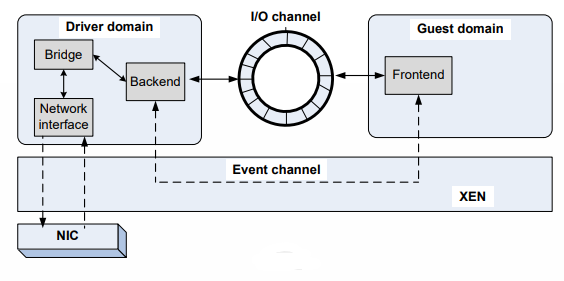 I/O channel
Driver domain
Guest domain
Bridge
Backend
Frontend
Network
interface
Event channel
XEN
NIC